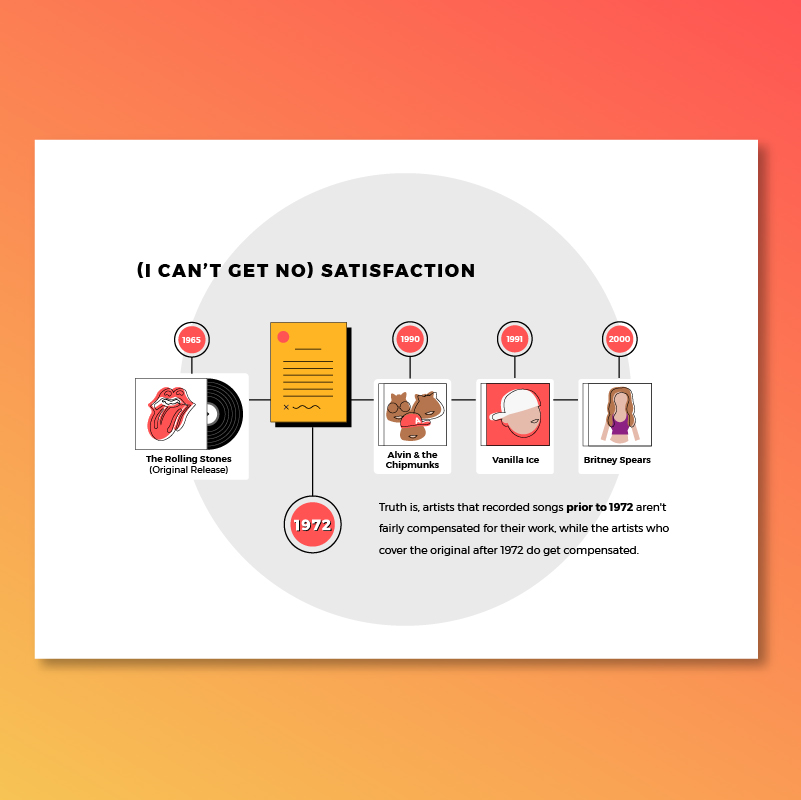 (I CAN'T GET NO) SATISFACTION
1965
1990
1991
2000
The Rolling Stones
(Original Release)
Alvin & the
Chipmunks
Vanilla Ice
Britney Spears
1972
Truth is, artists that recorded songs prior to 1972 aren't
fairly compensated for their work, while the artists who
cover the original after 1972 do get compensated.